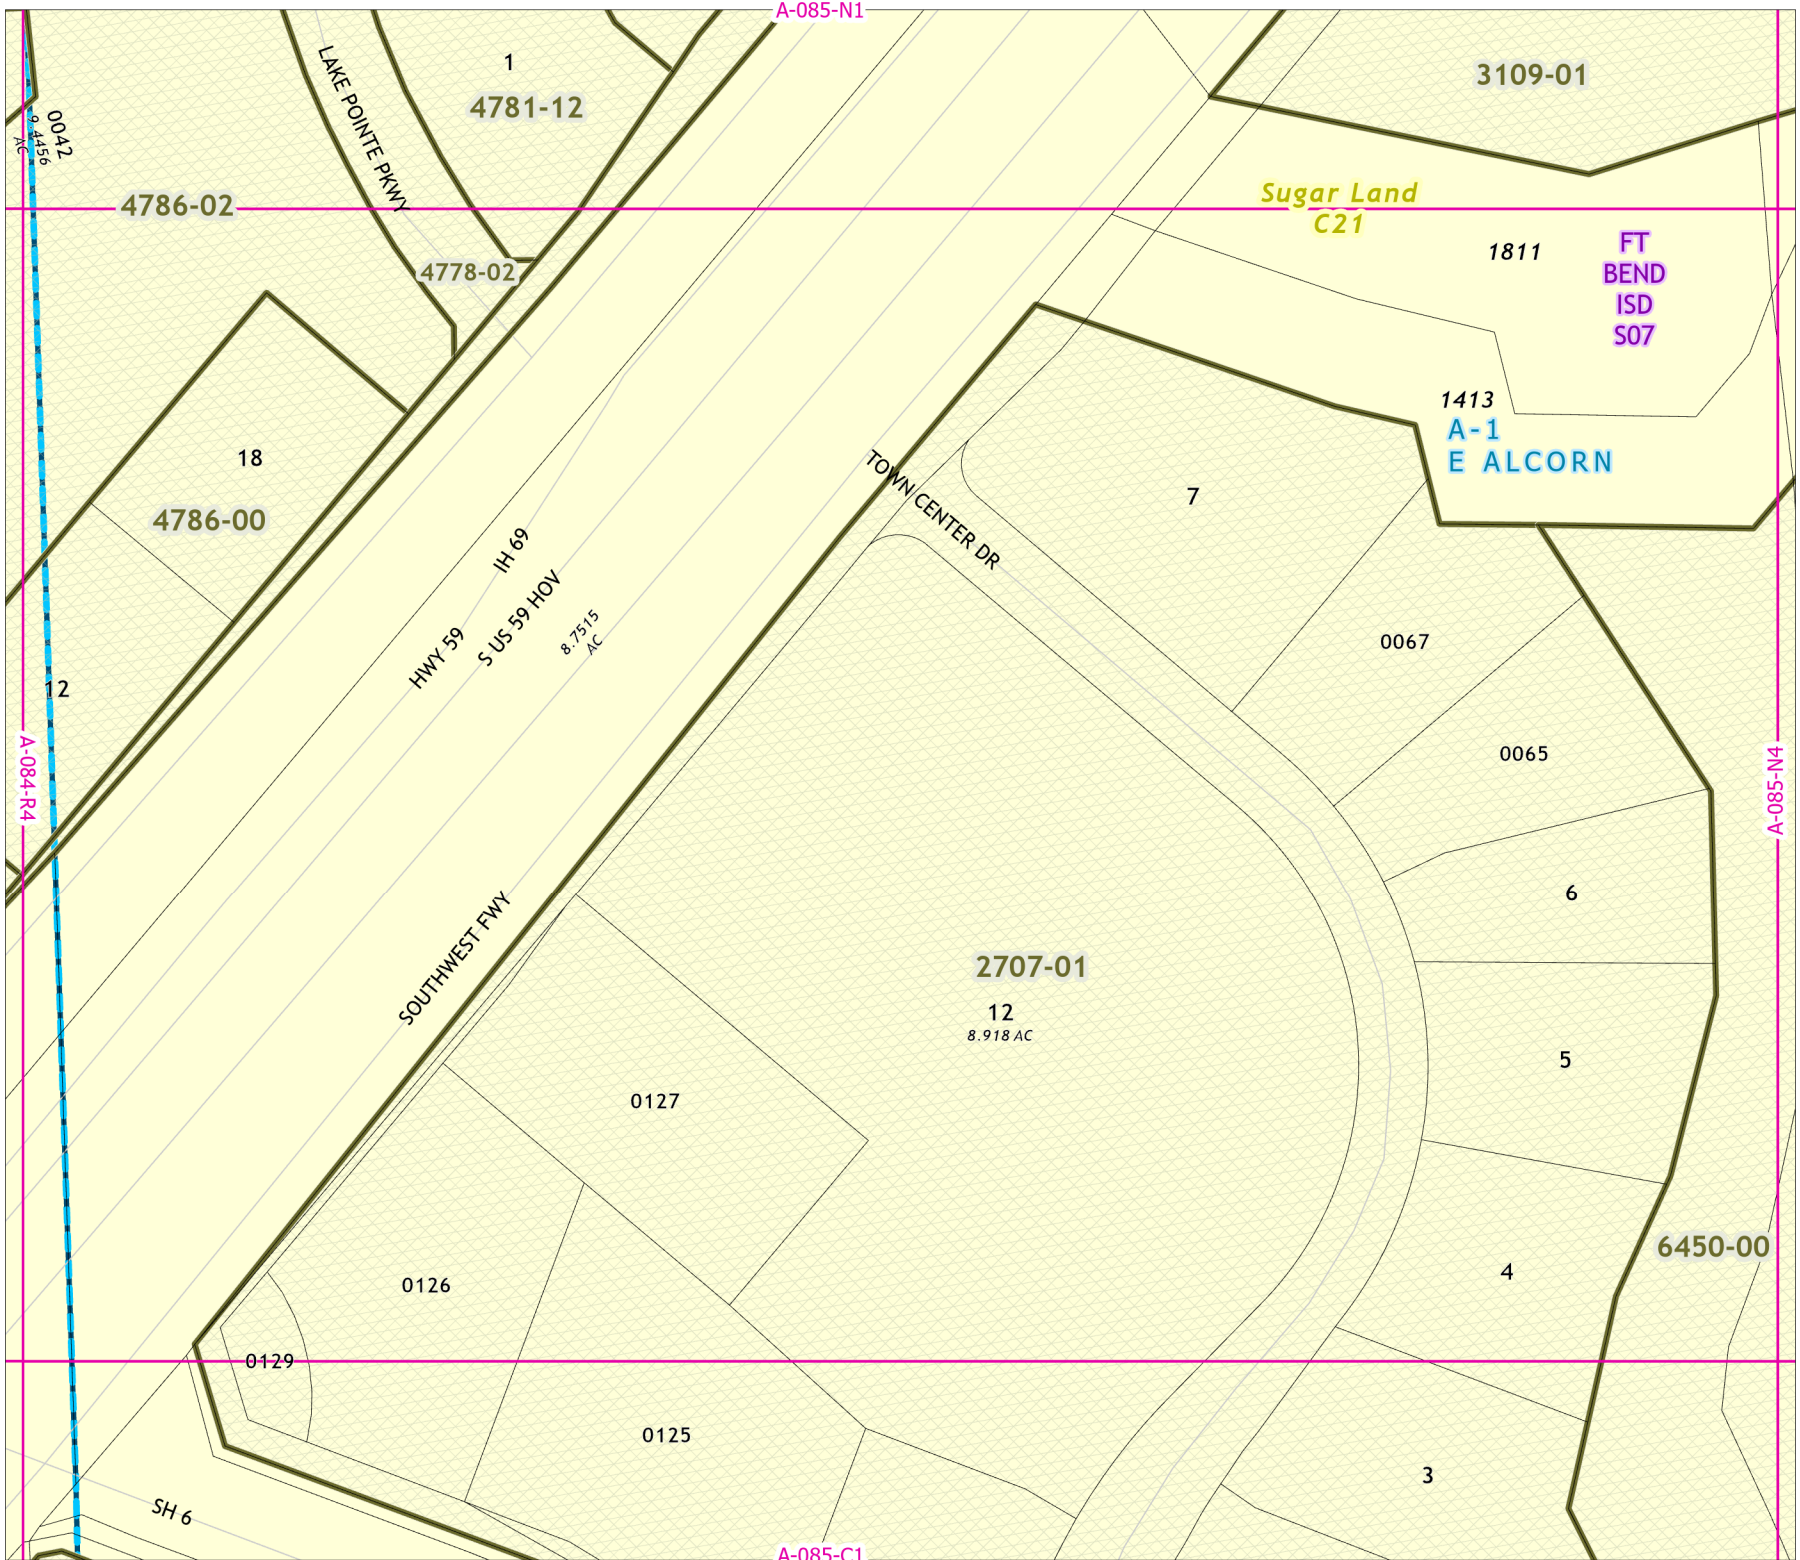 A-085-N1
LAKE POINTE PKWY
1
4781-12
3109-01
0042
9.4456
AC
4786-02
Sugar Land
C21
1811
FT
BEND
ISD
S07
4778-02
1413
A-1
E ALCORN
18
4786-00
TOWN CENTER DR
7
IH 69
HWY 59
S US 59 HOV
8.7515
AC
0067
12
0065
A-084-R4
A-085-N4
6
SOUTHWEST FWY
2707-01
12
8.918 AC
5
0127
6450-00
4
0126
0129
0125
3
SH 6
A-085-C1